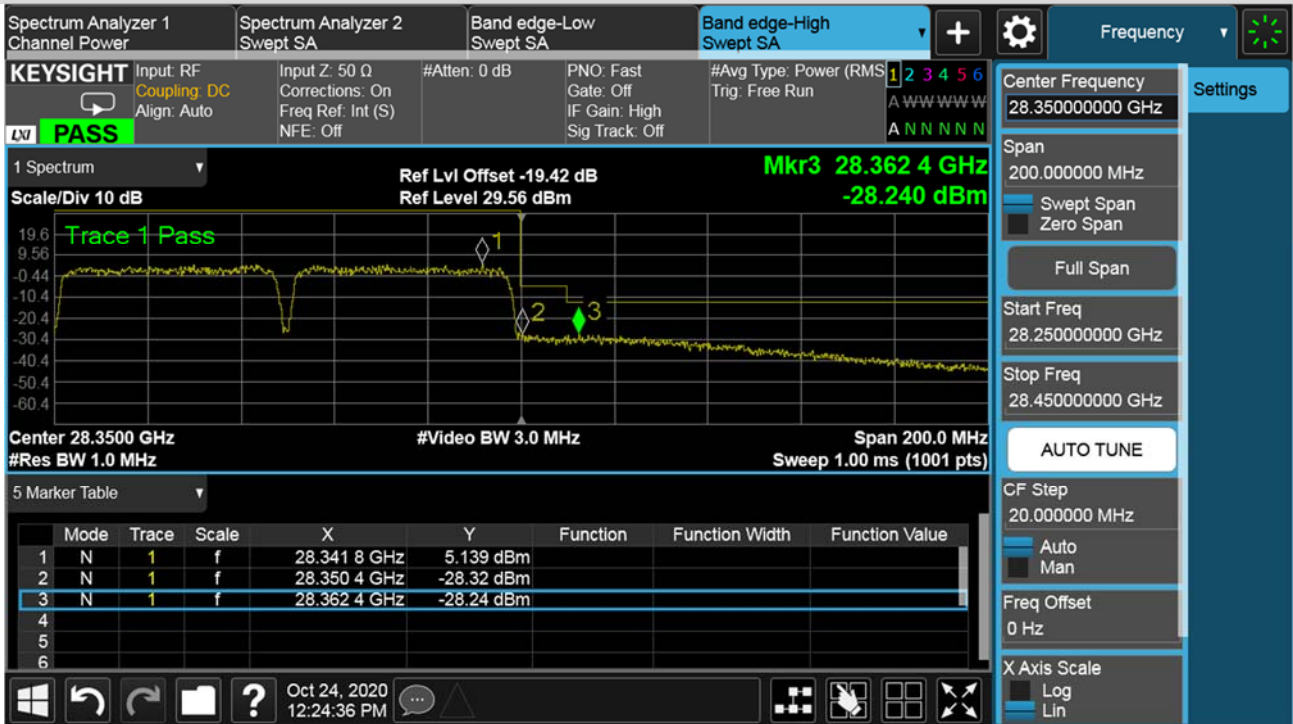 Spectrum Analyzer 1
Channel Power
Spectrum Analyzer 2
Swept SA
Band edge-Low
Swept SA
Band edge-High
Swept SA
Frequency
KEYSIGHT
LXI
PASS
Input: RF
Coupling: DC
Align: Auto
Input Z: 50 Ω
Corrections: On
Freq Ref: Int (S)
NFE: Off
#Atten: 0 dB
PNO: Fast
Gate: Off
IF Gain: High
Sig Track: Off
#Avg Type: Power (RMS
Trig: Free Run
1 2 3 4 5 6
A W W W W W
A N N N N N
1 Spectrum
Scale/Div 10 dB
Ref Lvl Offset -19.42 dB
Ref Level 29.56 dBm
Mkr3 28.362 4 GHz
-28.240 dBm
Trace 1 Pass
19.6
9.56
-0.44
-10.4
-20.4
-30.4
-40.4
-50.4
-60.4
1
2
3
Center 28.3500 GHz
#Res BW 1.0 MHz
#Video BW 3.0 MHz
Span 200.0 MHz
Sweep 1.00 ms (1001 pts)
5 Marker Table
Mode Trace Scale X Y Function Function Width Function Value
1 N 1 f 28.341 8 GHz 5.139 dBm
2 N 1 f 28.350 4 GHz -28.32 dBm
3 N 1 f 28.362 4 GHz -28.24 dBm
4
5
6
?
Oct 24, 2020
12:24:36 PM
Center Frequency
28.350000000 GHz
Span
200.000000 MHz
Swept Span
Zero Span
Full Span
Start Freq
28.250000000 GHz
Stop Freq
28.450000000 GHz
AUTO TUNE
CF Step
20.000000 MHz
Auto
Man
Freq Offset
0 Hz
X Axis Scale
Log
Lin
Settings